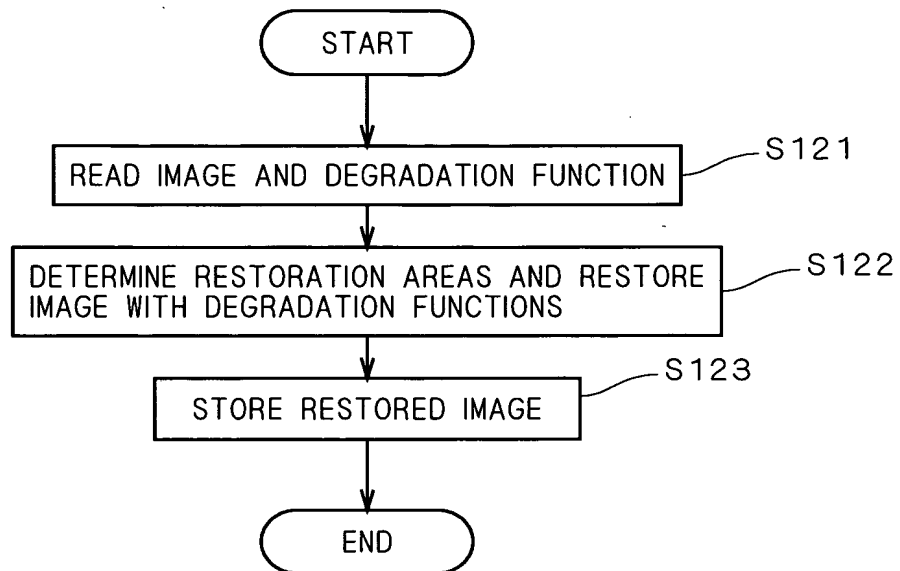 START
READ IMAGE AND DEGRADATION FUNCTION
S121
DETERMINE RESTORATION AREAS AND RESTORE
IMAGE WITH DEGRADATION FUNCTIONS
S122
STORE RESTORED IMAGE
S123
END